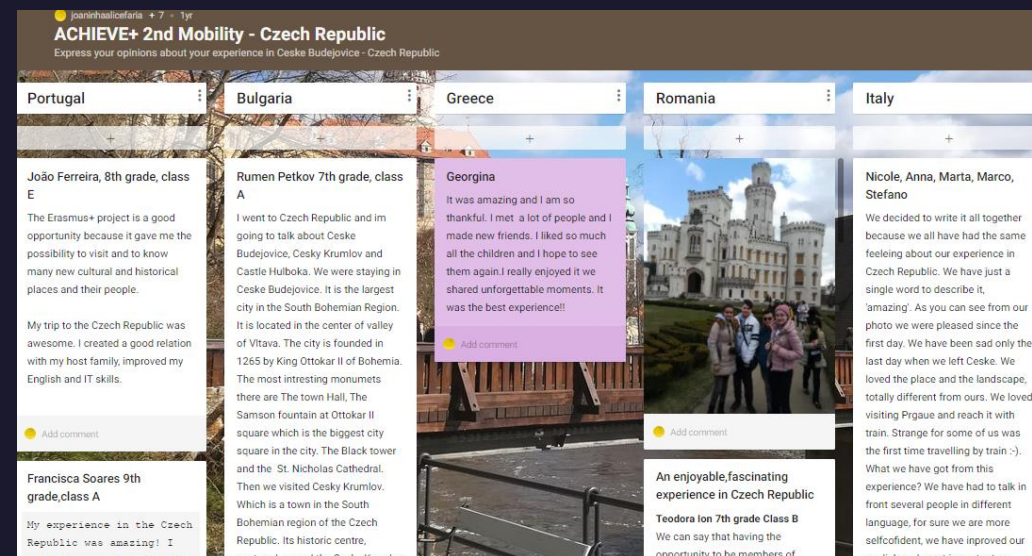 joaninhaalicefaria + 7 • 1yr
ACHIEVE+ 2nd Mobility - Czech Republic
Express your opinions about your experience in Ceske Budejovice - Czech Republic
Portugal
João Ferreira, 8th grade, class
E
The Erasmus+ project is a good
opportunity because it gave me the
possibility to visit and to know
many new cultural and historical
places and their people.
My trip to the Czech Republic was
awesome. I created a good relation
with my host family, improved my
English and IT skills.
Add comment
Francisca Soares 9th
grade,class A
My experience in the Czech
Republic was amazing! I
Bulgaria
Rumen Petkov 7th grade, class
A
I went to Czech Republic and im
going to talk about Ceske
Budejovice, Cesky Krumlov and
Castle Hulboka. We were staying in
Ceske Budejovice. It is the largest
city in the South Bohemian Region.
It is located in the center of valley
of Vltava. The city is founded in
1265 by King Ottokar II of Bohemia.
The most intresting monumets
there are The town Hall, The
Samson fountain at Ottokar II
square which is the biggest city
square in the city. The Black tower
and the St. Nicholas Cathedral.
Then we visited Cesky Krumlov.
Which is a town in the South
Bohemian region of the Czech
Republic. Its historic centre,
Greece
Georgina
It was amazing and I am so
thankful. I met a lot of people and I
made new friends. I liked so much
all the children and I hope to see
them again.I really enjoyed it we
shared unforgettable moments. It
was the best experience!!
Add comment
Romania
Add comment
An enjoyable,fascinating
experience in Czech Republic
Teodora Ion 7th grade Class B
We can say that having the
opportunity to be members of
Italy
Nicole, Anna, Marta, Marco,
Stefano
We decided to write it all together
because we all have had the same
feeleing about our experience in
Czech Republic. We have just a
single word to describe it,
'amazing'. As you can see from our
photo we were pleased since the
first day. We have been sad only the
last day when we left Ceske. We
loved the place and the landscape,
totally different from ours. We loved
visiting Prgaue and reach it with
train. Strange for some of us was
the first time travelling by train :-).
What we have got from this
experience? We have had to talk in
front several people in different
language, for sure we are more
selfcofident, we have inproved our